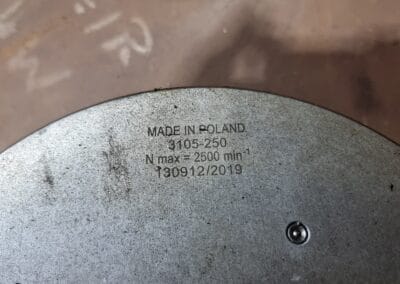 MADE IN POLAND
3105-250
N max = 2500 min⁻¹
130912/2019